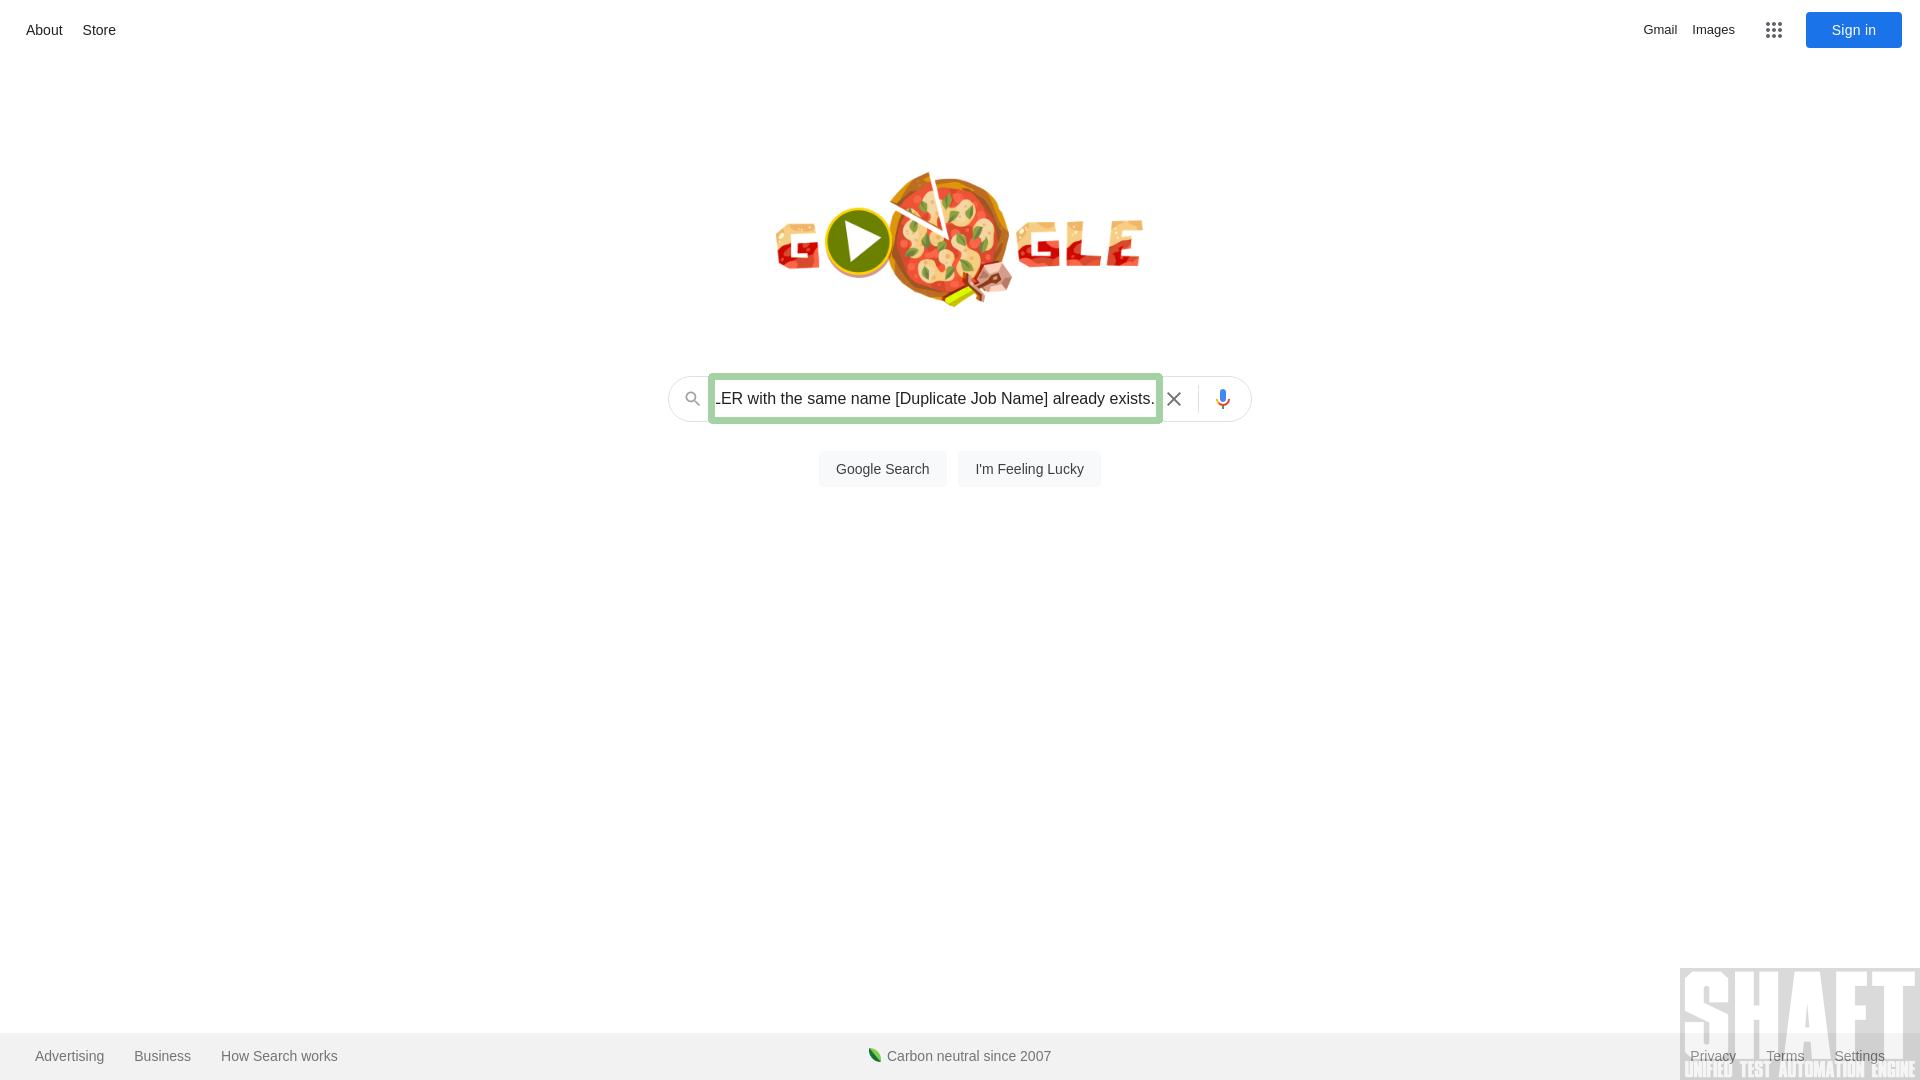 About Store
Gmail Images Sign in
GOOGLE
LER with the same name [Duplicate Job Name] already exists.
Google Search I'm Feeling Lucky
SHAFT
UNIFIED TEST AUTOMATION ENGINE
Advertising Business How Search works
Carbon neutral since 2007
Privacy Terms Settings